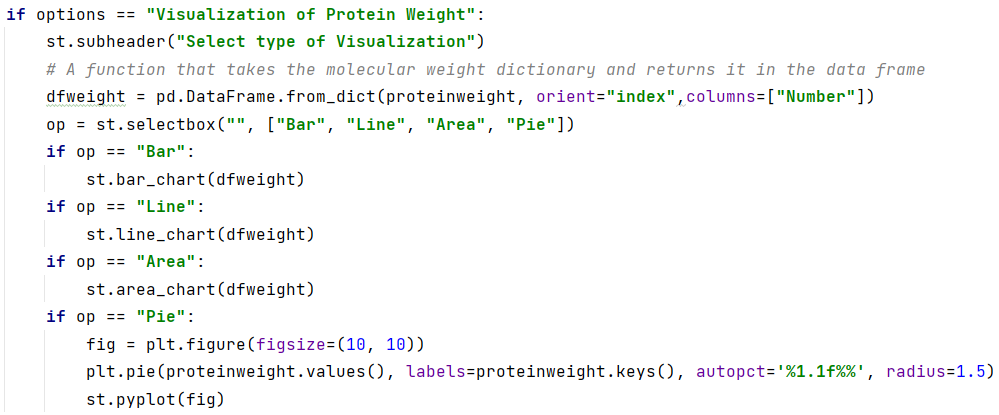 if options == "Visualization of Protein Weight":
    st.subheader("Select type of Visualization")
    # A function that takes the molecular weight dictionary and returns it in the data frame
    dfweight = pd.DataFrame.from_dict(proteinweight, orient="index",columns=["Number"])
    op = st.selectbox("", ["Bar", "Line", "Area", "Pie"])
    if op == "Bar":
        st.bar_chart(dfweight)
    if op == "Line":
        st.line_chart(dfweight)
    if op == "Area":
        st.area_chart(dfweight)
    if op == "Pie":
        fig = plt.figure(figsize=(10, 10))
        plt.pie(proteinweight.values(), labels=proteinweight.keys(), autopct='%1.1f%%', radius=1.5)
        st.pyplot(fig)